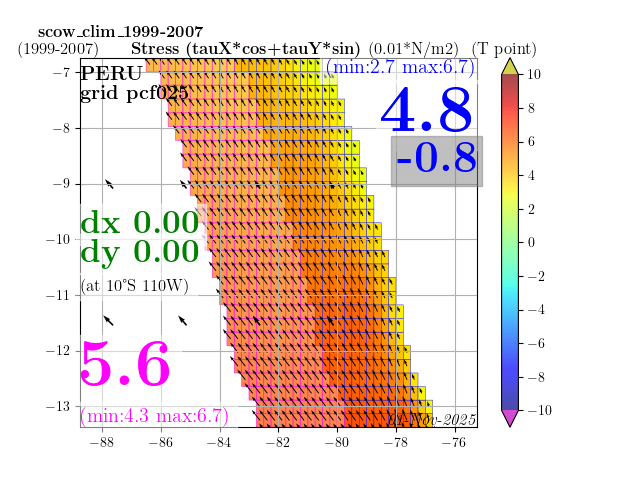 scow_clim_1999-2007
(1999-2007) Stress (tauX*cos+tauY*sin) (0.01*N/m2) (T point)
PERU
grid pcf025
(min:2.7 max:6.7)
4.8
-0.8
dx 0.00
dy 0.00
(at 10°S 110W)
5.6
(min:4.3 max:6.7)
01-Nov-2025
−7
−8
−9
−10
−11
−12
−13
−88 −86 −84 −82 −80 −78 −76
10
8
6
4
2
0
−2
−4
−6
−8
−10